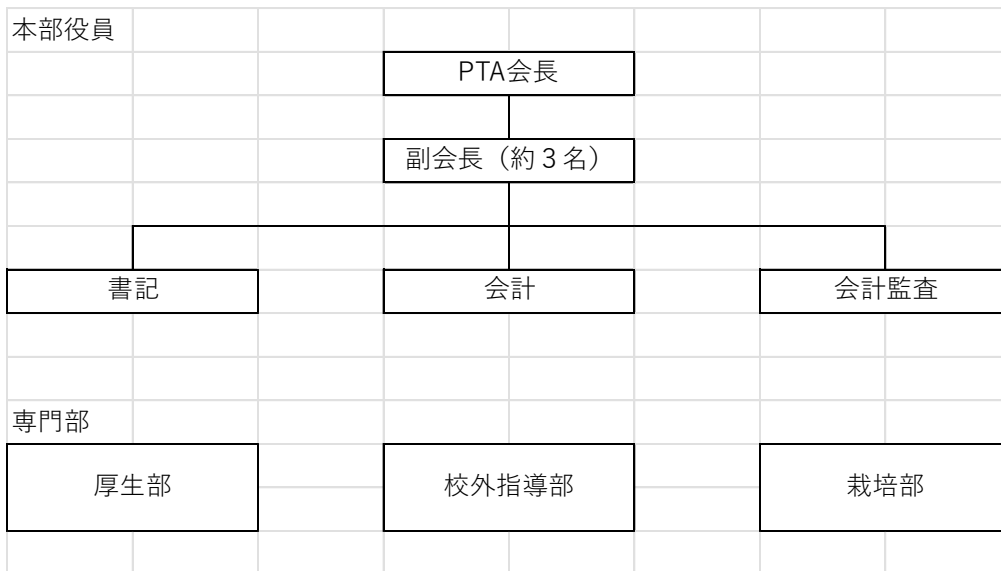 本部役員
PTA会長
副会長（約３名）
書記
会計
会計監査
専門部
厚生部
校外指導部
栽培部